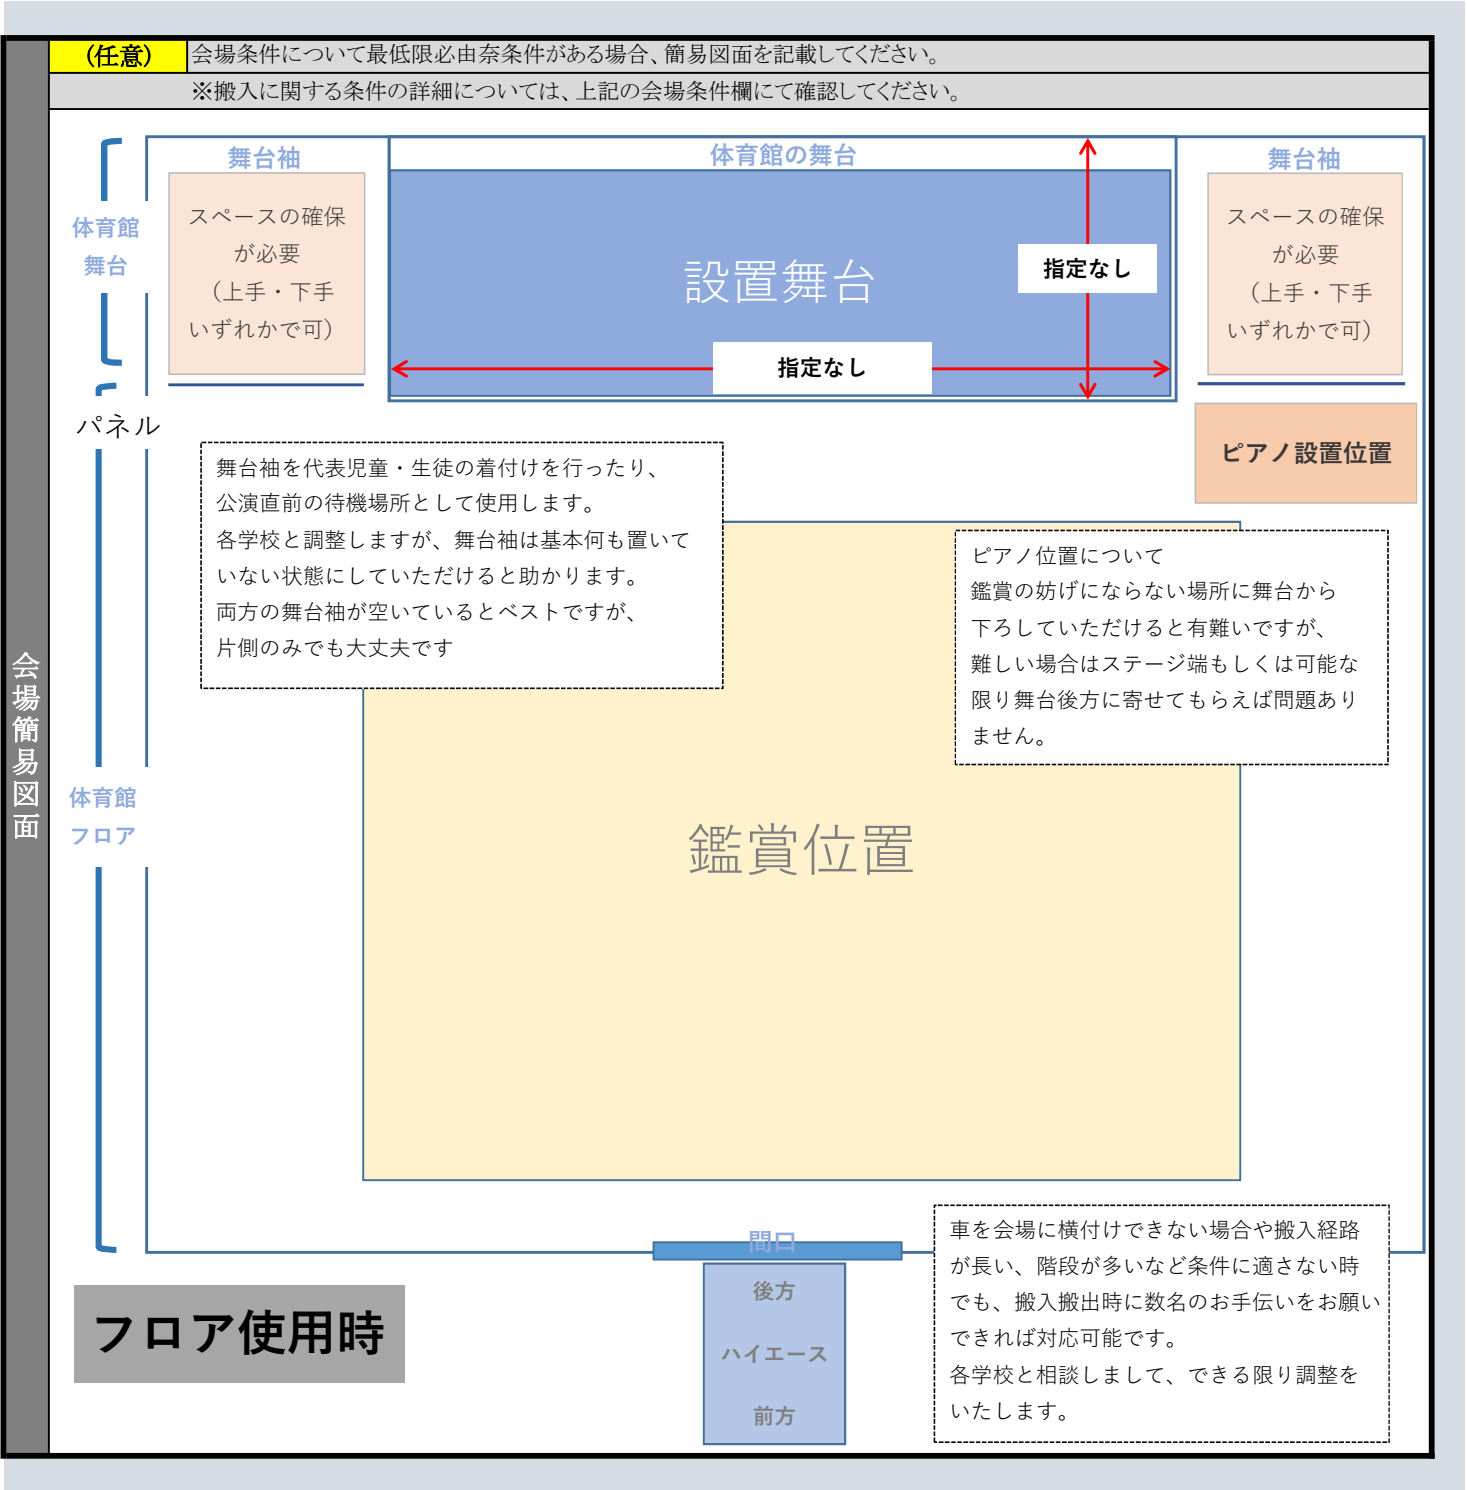 (任意)
会場条件について最低限必由奈条件がある場合、簡易図面を記載してください。
※搬入に関する条件の詳細については、上記の会場条件欄にて確認してください。
会場簡易図面
舞台袖
体育館の舞台
舞台袖
体育館
舞台
スペースの確保
が必要
（上手・下手
いずれかで可）
設置舞台
指定なし
指定なし
スペースの確保
が必要
（上手・下手
いずれかで可）
パネル
ピアノ設置位置
舞台袖を代表児童・生徒の着付けを行ったり、
公演直前の待機場所として使用します。
各学校と調整しますが、舞台袖は基本何も置いて
いない状態にしていただけると助かります。
両方の舞台袖が空いているとベストですが、
片側のみでも大丈夫です
ピアノ位置について
鑑賞の妨げにならない場所に舞台から
下ろしていただけると有難いですが、
難しい場合はステージ端もしくは可能な
限り舞台後方に寄せてもらえば問題あり
ません。
体育館
フロア
鑑賞位置
間口
後方
ハイエース
前方
車を会場に横付けできない場合や搬入経路
が長い、階段が多いなど条件に適さない時
でも、搬入搬出時に数名のお手伝いをお願い
できれば対応可能です。
各学校と相談しまして、できる限り調整を
いたします。
フロア使用時